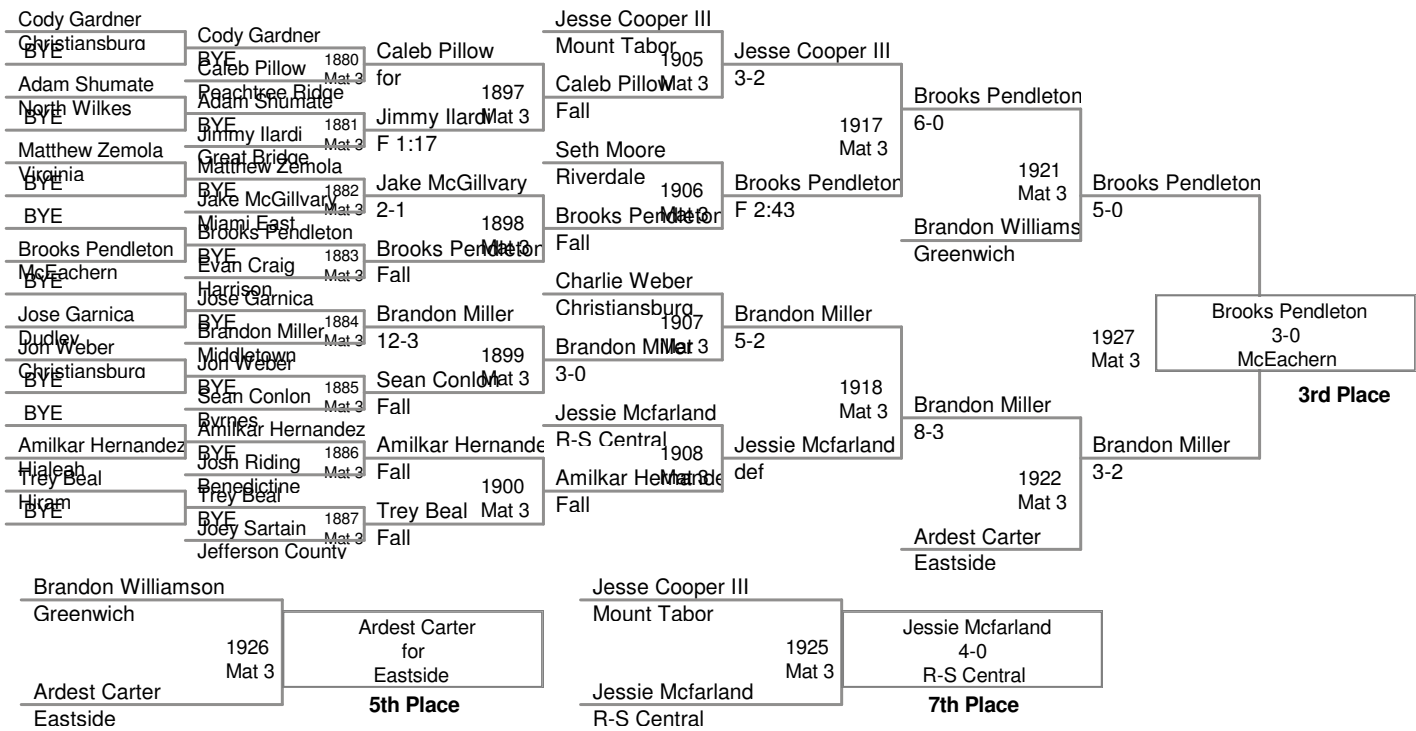 Cody Gardner
Christiansburg
BYE
Adam Shumate
North Wilkes
BYE
Matthew Zemola
Virginia
BYE
BYE
Brooks Pendleton
McEachern
BYE
Jose Garnica
Dudley
Jon Weber
Christiansburg
BYE
BYE
Amilkar Hernandez
Hialeah
Trey Beal
Hiram
BYE
Cody Gardner
BYE
1880
Mat 3
Caleb Pillow
Peachtree Ridge
Adam Shumate
BYE
1881
Mat 3
Jimmy Ilardi
Great Bridge
Matthew Zemola
BYE
1882
Mat 3
Jake McGillvary
Miami East
Brooks Pendleton
BYE
1883
Mat 3
Evan Craig
Harrison
Jose Garnica
BYE
1884
Mat 3
Brandon Miller
Middletown
Jon Weber
BYE
1885
Mat 3
Sean Conlon
Byrnes
Amilkar Hernandez
BYE
1886
Mat 3
Josh Riding
Benedictine
Trey Beal
BYE
1887
Mat 3
Joey Sartain
Jefferson County
Caleb Pillow
for
1897
Mat 3
Jimmy Ilardi
F 1:17
Jake McGillvary
2-1
1898
Mat 3
Brooks Pendleton
Fall
Brandon Miller
12-3
1899
Mat 3
Sean Conlon
Fall
Amilkar Hernande
Fall
1900
Mat 3
Trey Beal
Fall
Jesse Cooper III
Mount Tabor
1905
Mat 3
Caleb Pillow
Fall
Seth Moore
Riverdale
1906
Mat 3
Brooks Pendleton
Fall
Charlie Weber
Christiansburg
1907
Mat 3
Brandon Miller
3-0
Jessie Mcfarland
R-S Central
1908
Mat 3
Amilkar Hernande
Fall
Jesse Cooper III
3-2
1917
Mat 3
Brooks Pendleton
F 2:43
Brandon Miller
5-2
1918
Mat 3
Jessie Mcfarland
def
Brooks Pendleton
6-0
1921
Mat 3
Brandon Williams
Greenwich
Brandon Miller
8-3
1922
Mat 3
Ardest Carter
Eastside
Brooks Pendleton
5-0
1927
Mat 3
Brandon Miller
3-2
Brooks Pendleton
3-0
McEachern
3rd Place
Brandon Williamson
Greenwich
1926
Mat 3
Ardest Carter
Eastside
Ardest Carter
for
Eastside
5th Place
Jesse Cooper III
Mount Tabor
1925
Mat 3
Jessie Mcfarland
R-S Central
Jessie Mcfarland
4-0
R-S Central
7th Place